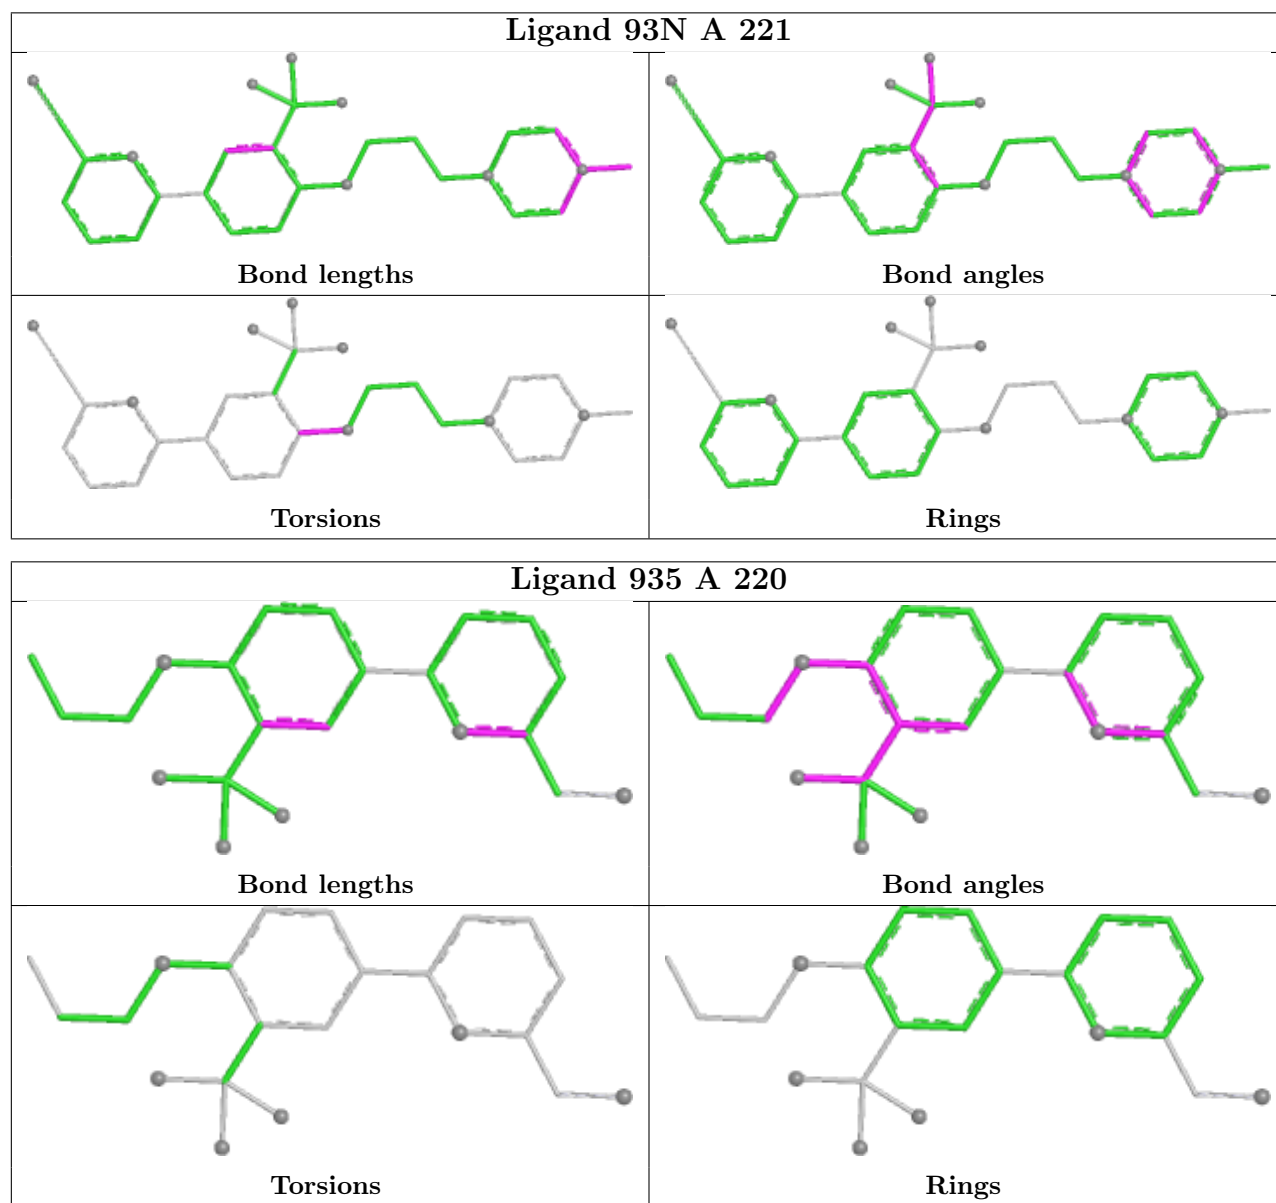 Ligand 93N A 221
Bond lengths
Bond angles
Torsions
Rings
Ligand 935 A 220
Bond lengths
Bond angles
Torsions
Rings